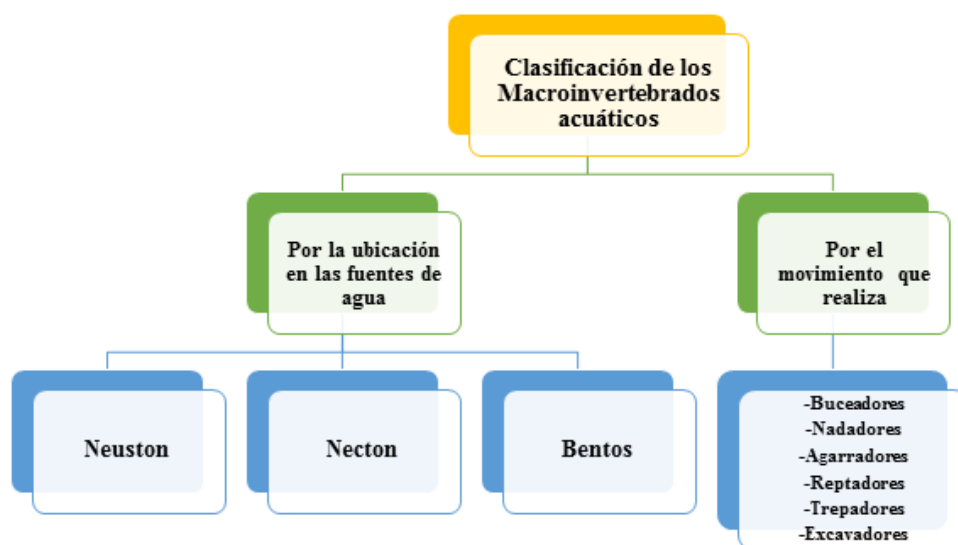 Clasificación de los
Macroinvertebrados
acuáticos
Por la ubicación
en las fuentes de
agua
Por el
movimiento que
realiza
Neuston
Necton
Bentos
-Buceadores
-Nadadores
-Agarradores
-Reptadores
-Trepadores
-Excavadores